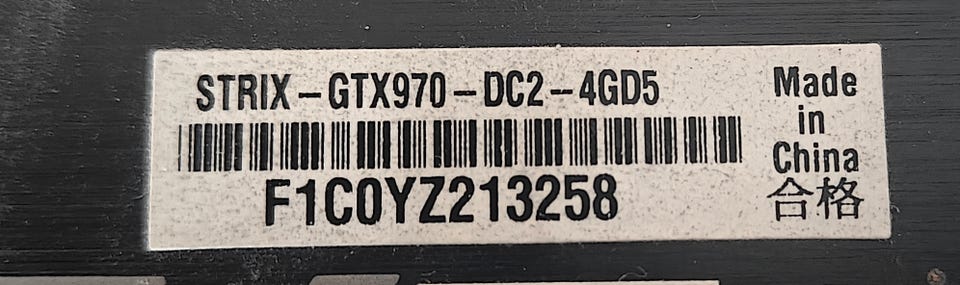 STRIX-GTX970-DC2-4GD5
F1C0YZ213258
Made
in
China
合格